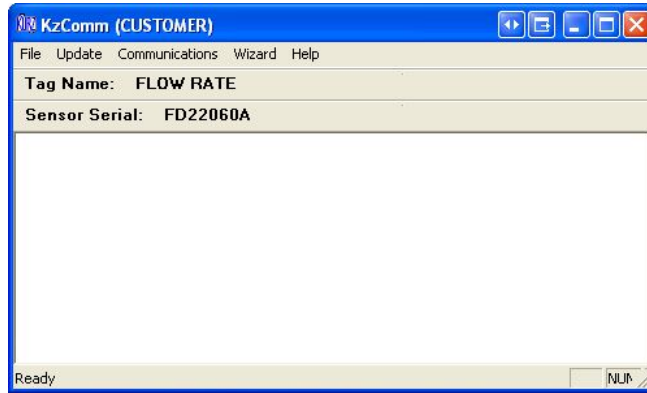 KzComm (CUSTOMER)
File Update Communications Wizard Help
Tag Name: FLOW RATE
Sensor Serial: FD22060A
Ready